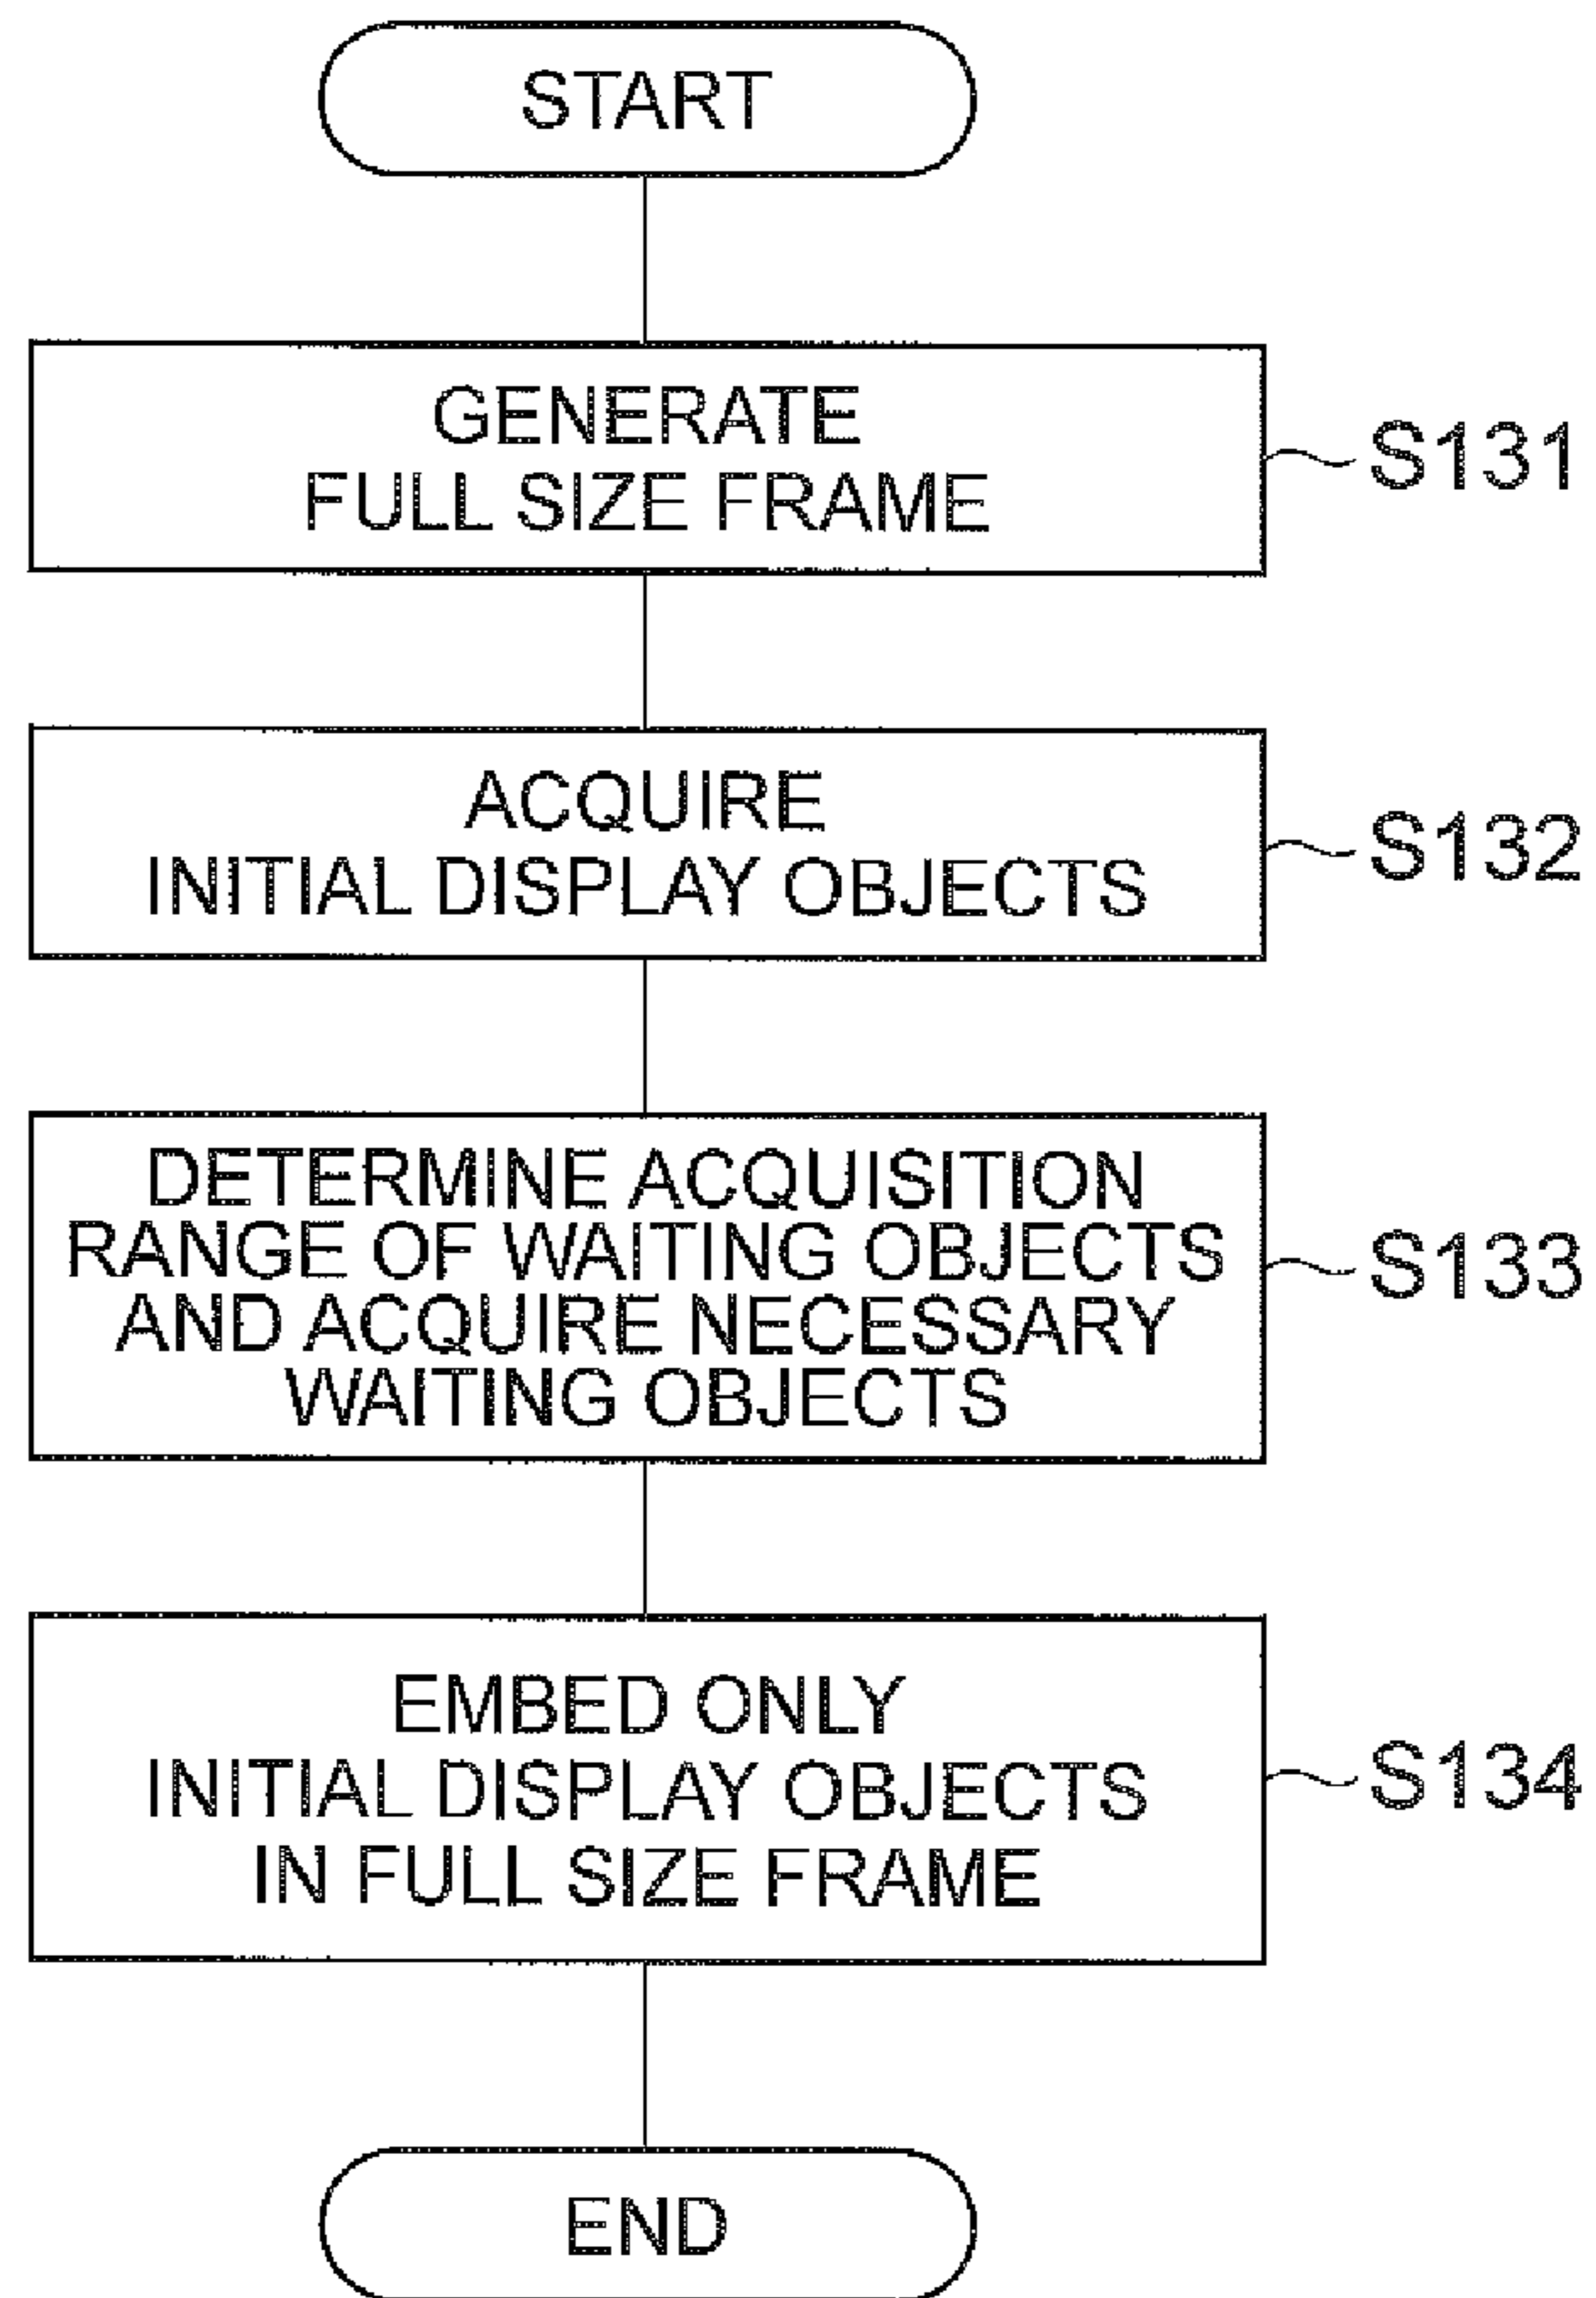 START
GENERATE
FULL SIZE FRAME
S131
ACQUIRE
INITIAL DISPLAY OBJECTS
S132
DETERMINE ACQUISITION
RANGE OF WAITING OBJECTS
AND ACQUIRE NECESSARY
WAITING OBJECTS
S133
EMBED ONLY
INITIAL DISPLAY OBJECTS
IN FULL SIZE FRAME
S134
END